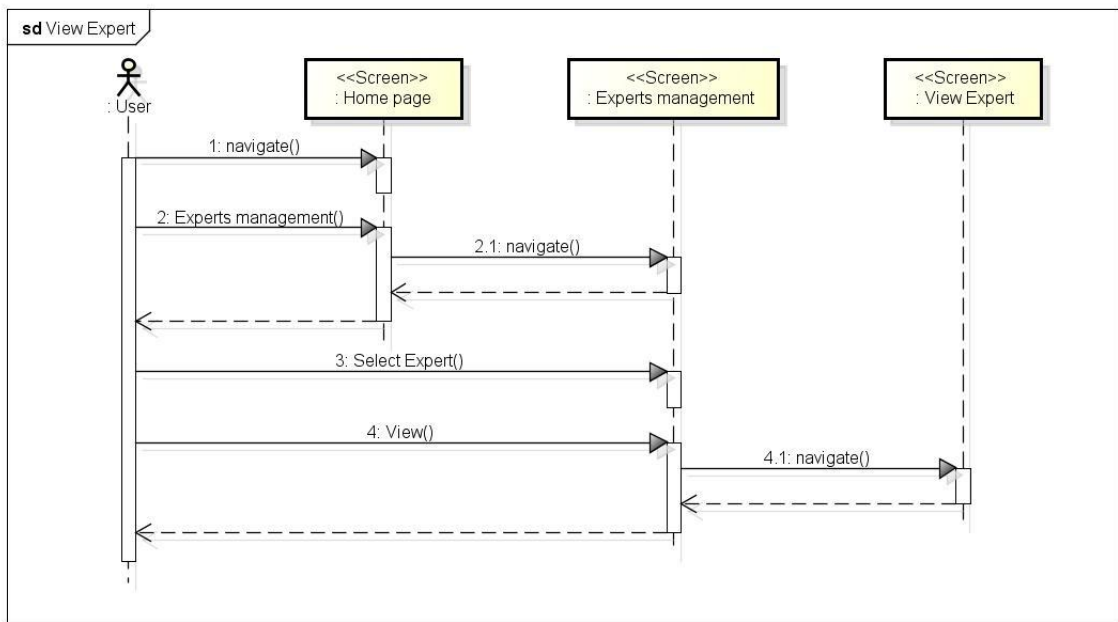 sd View Expert
: User
<<Screen>>
: Home page
<<Screen>>
: Experts management
<<Screen>>
: View Expert
1: navigate()
2: Experts management()
2.1: navigate()
3: Select Expert()
4: View()
4.1: navigate()